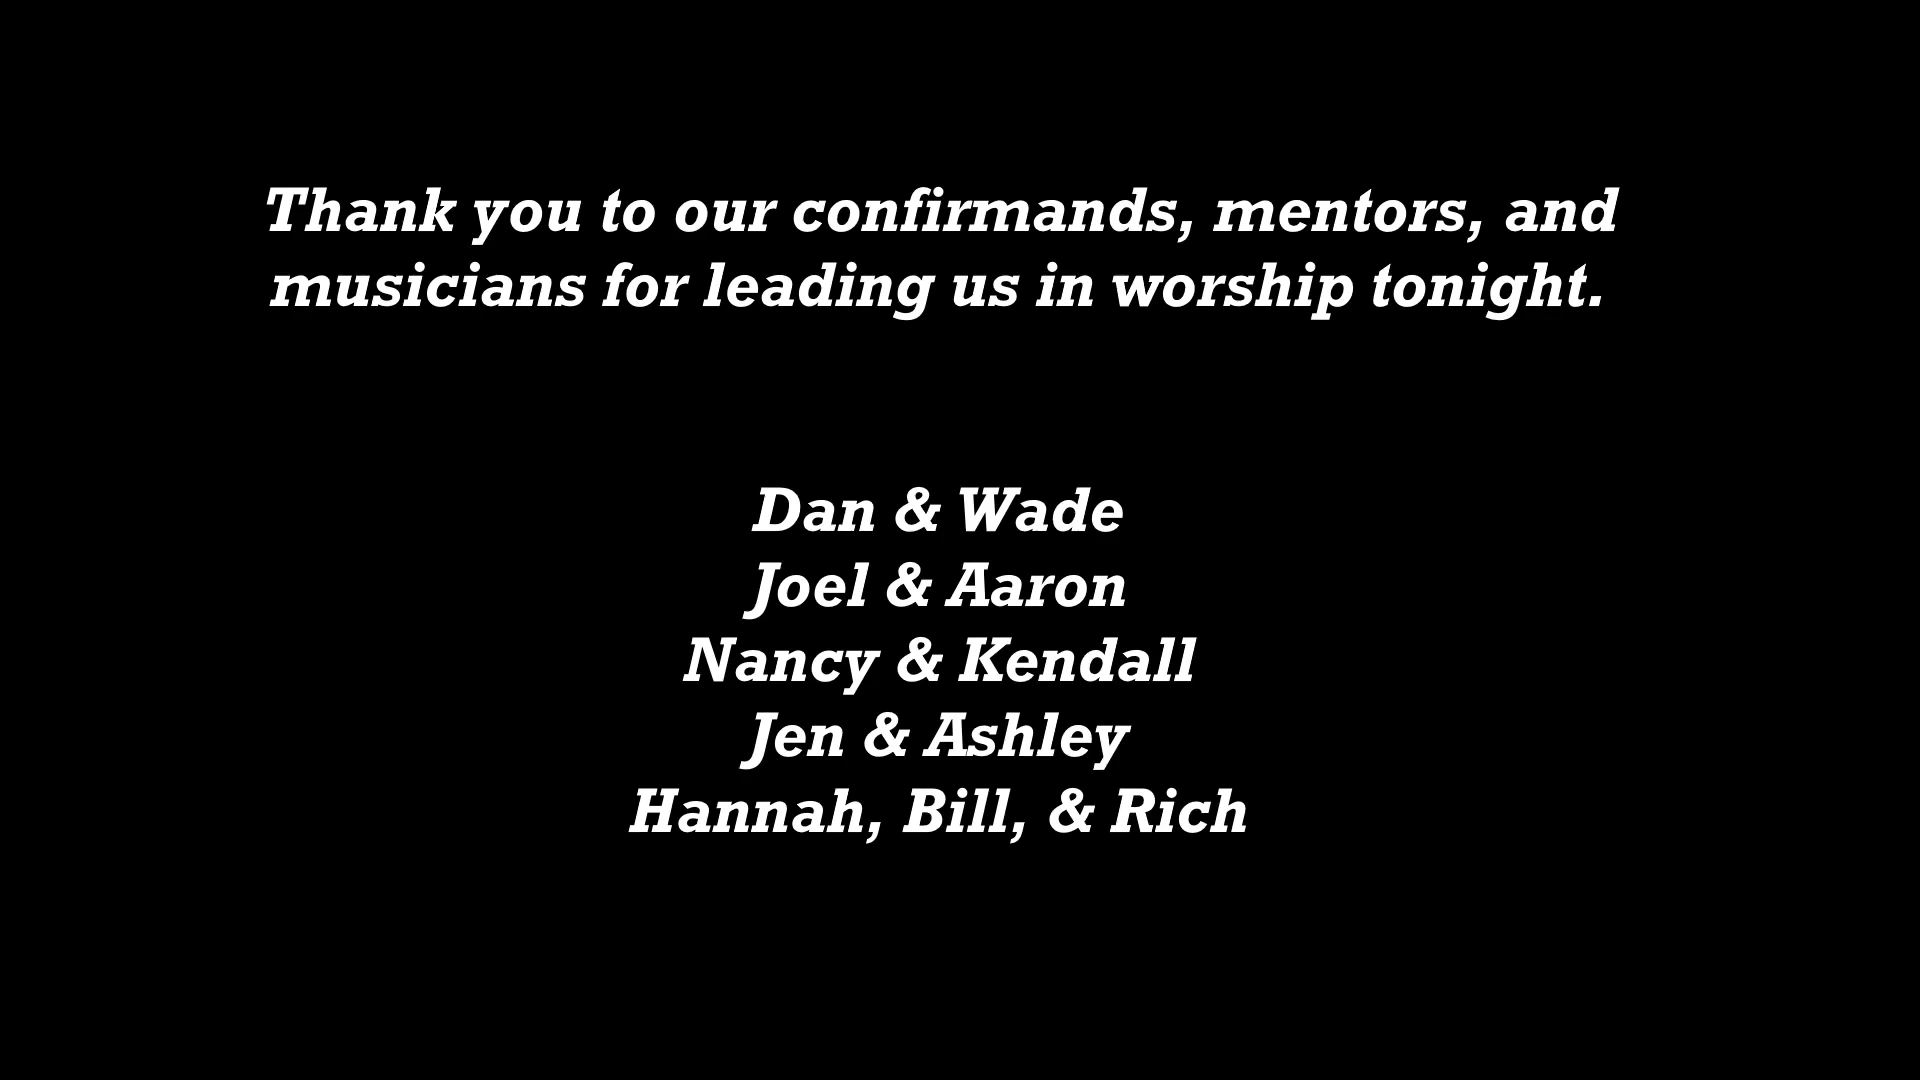 Thank you to our confirmands, mentors, and
musicians for leading us in worship tonight.
Dan & Wade
Joel & Aaron
Nancy & Kendall
Jen & Ashley
Hannah, Bill, & Rich